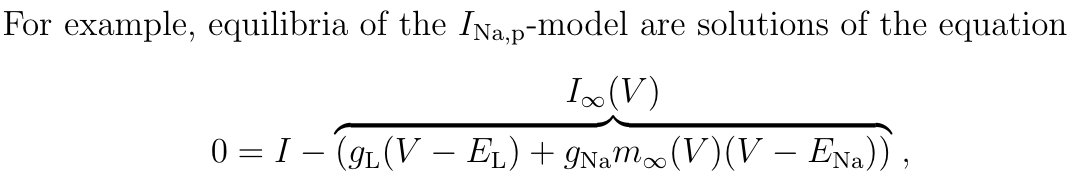 For example, equilibria of the I_{Na,p}-model are solutions of the equation
I_∞(V)
0 = I − (g_L(V − E_L) + g_{Na}m_∞(V)(V − E_{Na})) ,